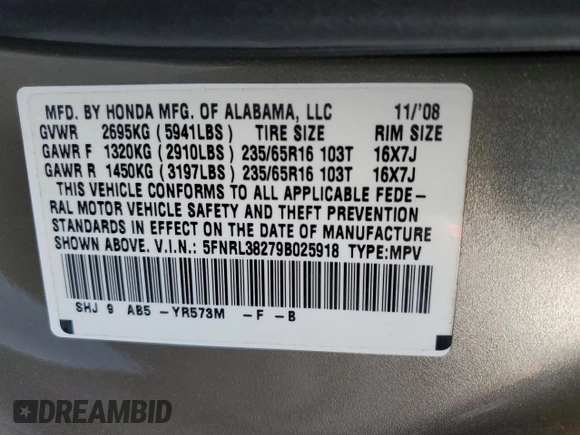 MFD. BY HONDA MFG. OF ALABAMA, LLC 11/'08
GVWR 2695KG (5941LBS) TIRE SIZE RIM SIZE
GAWR F 1320KG (2910LBS) 235/65R16 103T 16X7J
GAWR R 1450KG (3197LBS) 235/65R16 103T 16X7J
THIS VEHICLE CONFORMS TO ALL APPLICABLE FEDE-
RAL MOTOR VEHICLE SAFETY AND THEFT PREVENTION
STANDARDS IN EFFECT ON THE DATE OF MANUFACTURE
SHOWN ABOVE. V.I.N.: 5FNRL38279B025918 TYPE:MPV
SHJ 9 AB5 -YR573M -F -B
DREAMBID